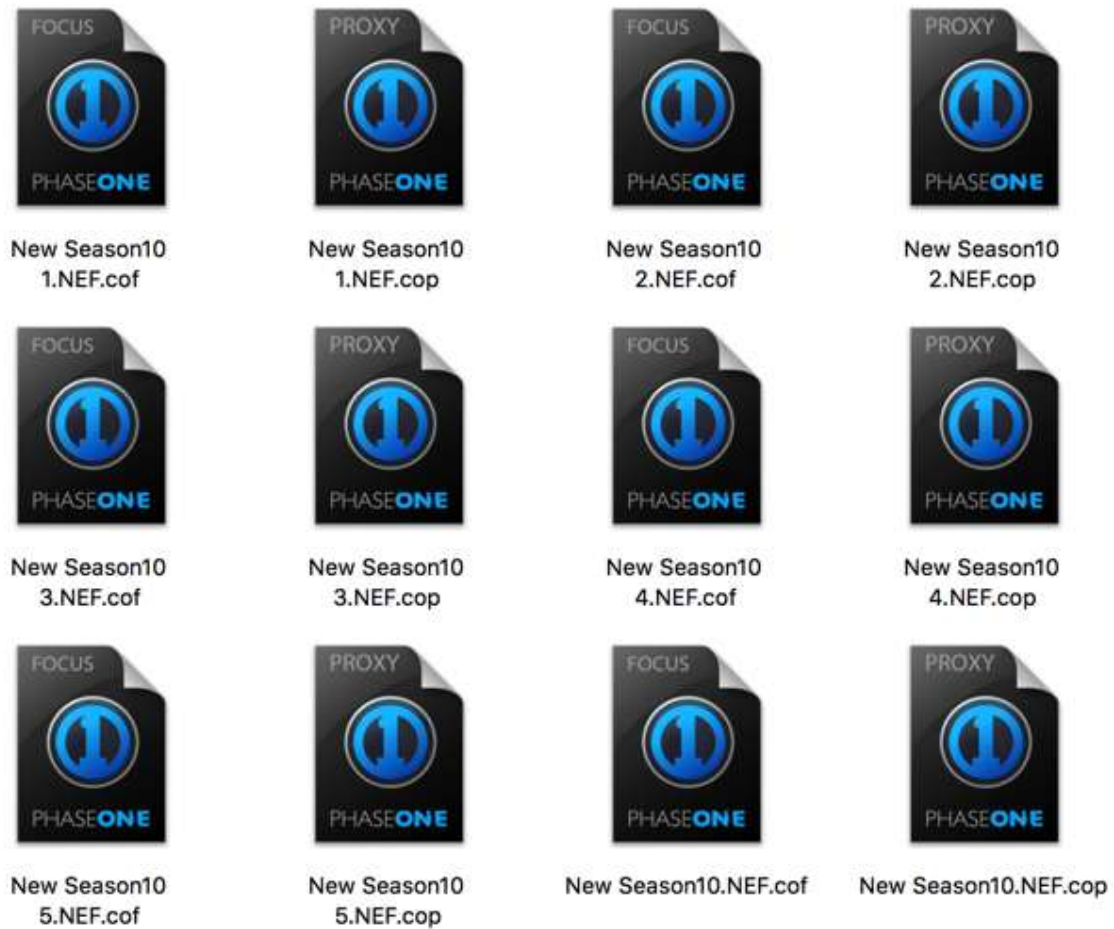 FOCUS
PHASEONE
New Season10
1.NEF.cof
PROXY
PHASEONE
New Season10
1.NEF.cop
FOCUS
PHASEONE
New Season10
2.NEF.cof
PROXY
PHASEONE
New Season10
2.NEF.cop
FOCUS
PHASEONE
New Season10
3.NEF.cof
PROXY
PHASEONE
New Season10
3.NEF.cop
FOCUS
PHASEONE
New Season10
4.NEF.cof
PROXY
PHASEONE
New Season10
4.NEF.cop
FOCUS
PHASEONE
New Season10
5.NEF.cof
PROXY
PHASEONE
New Season10
5.NEF.cop
FOCUS
PHASEONE
New Season10.NEF.cof
PROXY
PHASEONE
New Season10.NEF.cop